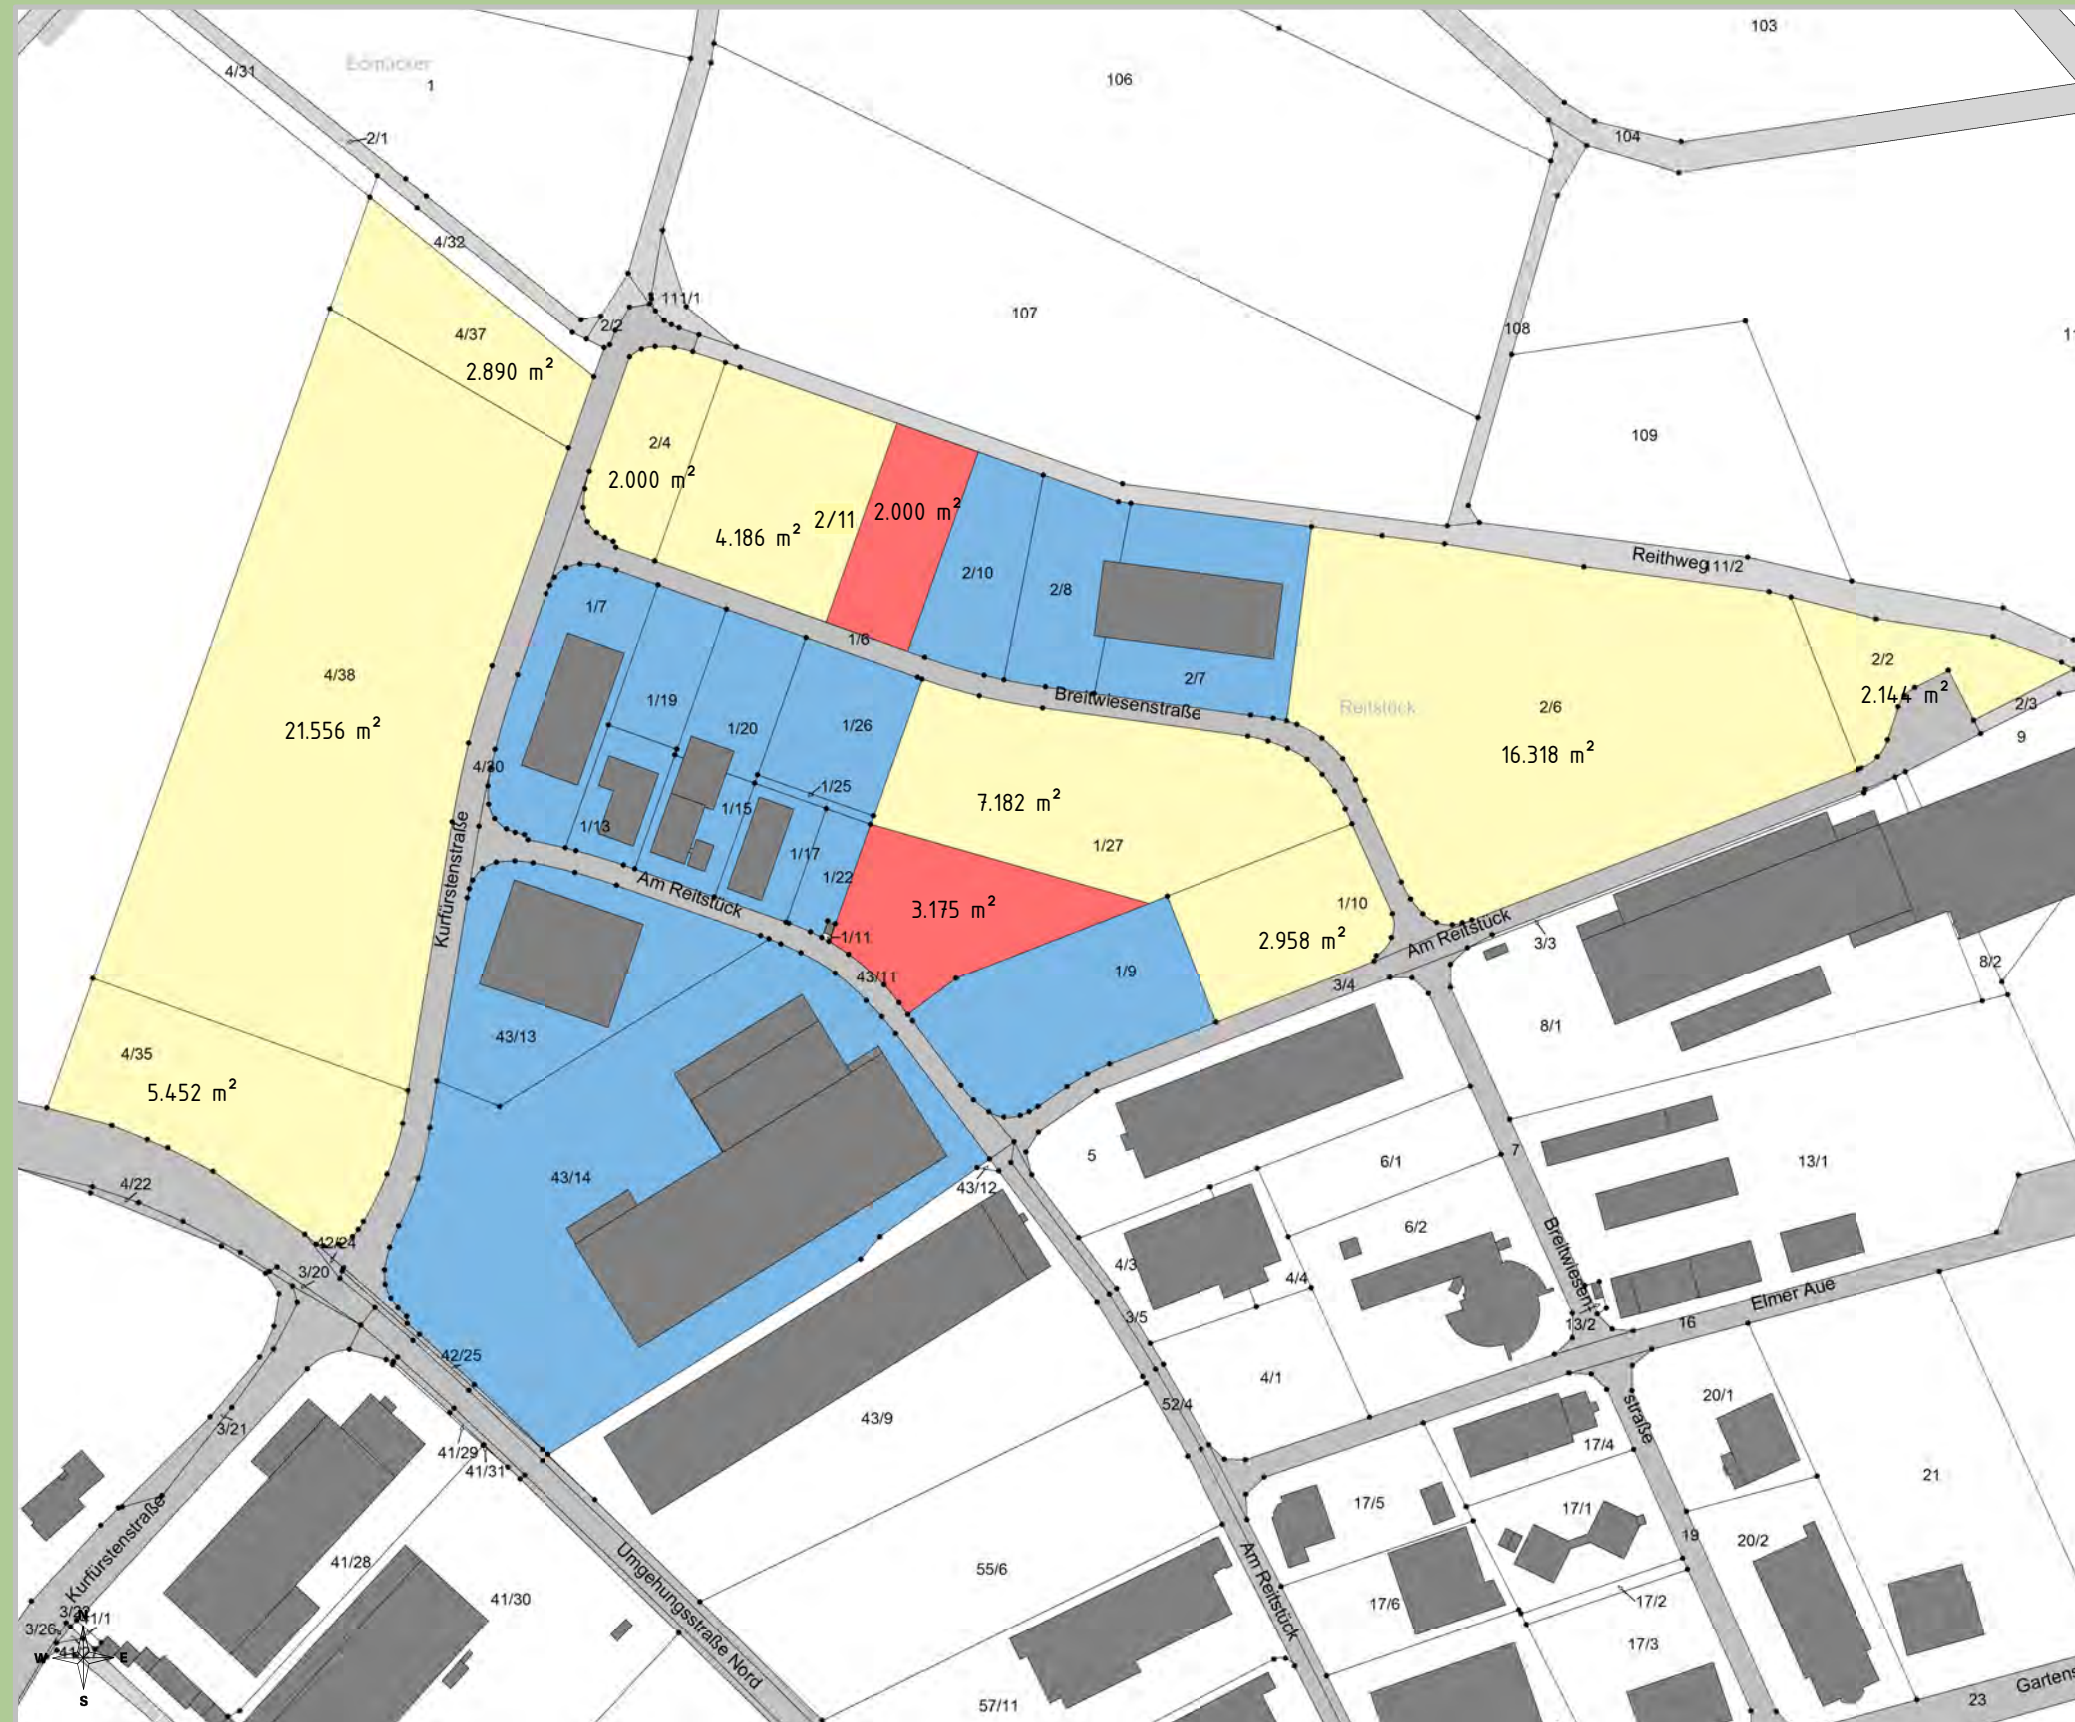 103
Eornäcker
1
4/31
106
2/1
104
4/32
111/1
107
2/2
108
11
4/37
2.890 m²
109
2/4
2.000 m²
2/11
2.000 m²
4.186 m²
Reithweg
11/2
2/10
2/8
1/7
1/6
2/7
2/2
4/38
2.144 m²
21.556 m²
1/19
1/20
1/26
Breitwiesenstraße
Reitstück
2/6
2/3
16.318 m²
9
4/30
1/25
7.182 m²
1/15
1/13
1/27
1/17
1/22
Kurfürstenstraße
Am Reitstück
3.175 m²
1/10
2.958 m²
Am Reitstück
3/3
1/11
43/11
1/9
3/4
8/2
8/1
43/13
4/35
5.452 m²
5
6/1
7
13/1
43/14
43/12
4/22
6/2
42/24
3/20
4/3
4/4
Breitwiesen
3/5
13/2
16
Elmer Aue
42/25
4/1
20/1
52/4
straße
43/9
3/21
41/29
41/31
17/4
21
17/5
17/1
19
20/2
Kurfürstenstraße
41/28
41/30
Umgehungsstraße Nord
55/6
Am Reitstück
17/6
17/2
17/3
3/26
41/1
N
W
E
S
57/11
23
Gartens